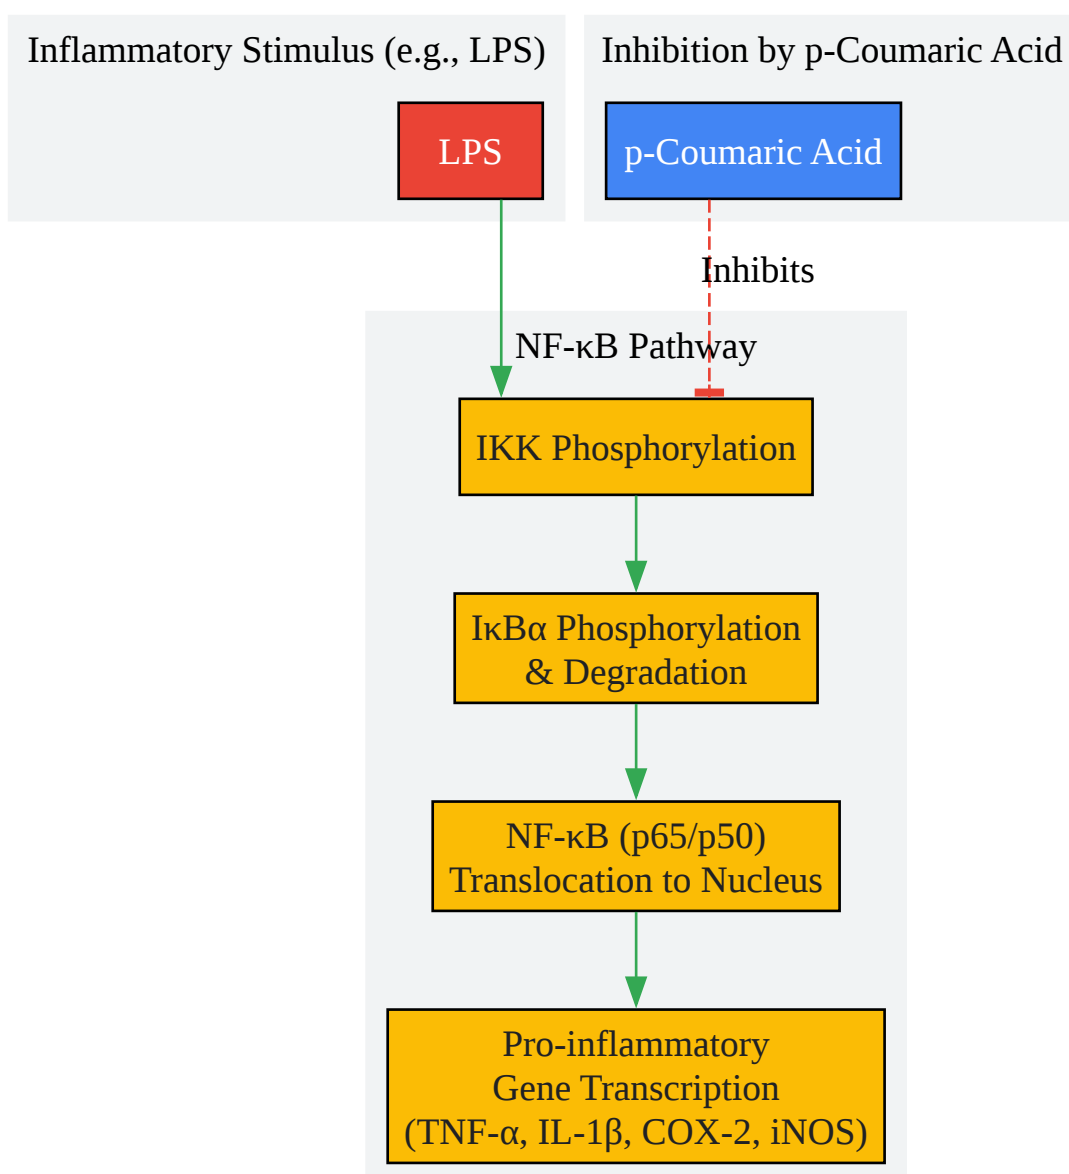 Inflammatory Stimulus (e.g., LPS)
Inhibition by p-Coumaric Acid
LPS
p-Coumaric Acid
Inhibits
NF-κB Pathway
IKK Phosphorylation
IκBα Phosphorylation
& Degradation
NF-κB (p65/p50)
Translocation to Nucleus
Pro-inflammatory
Gene Transcription
(TNF-α, IL-1β, COX-2, iNOS)